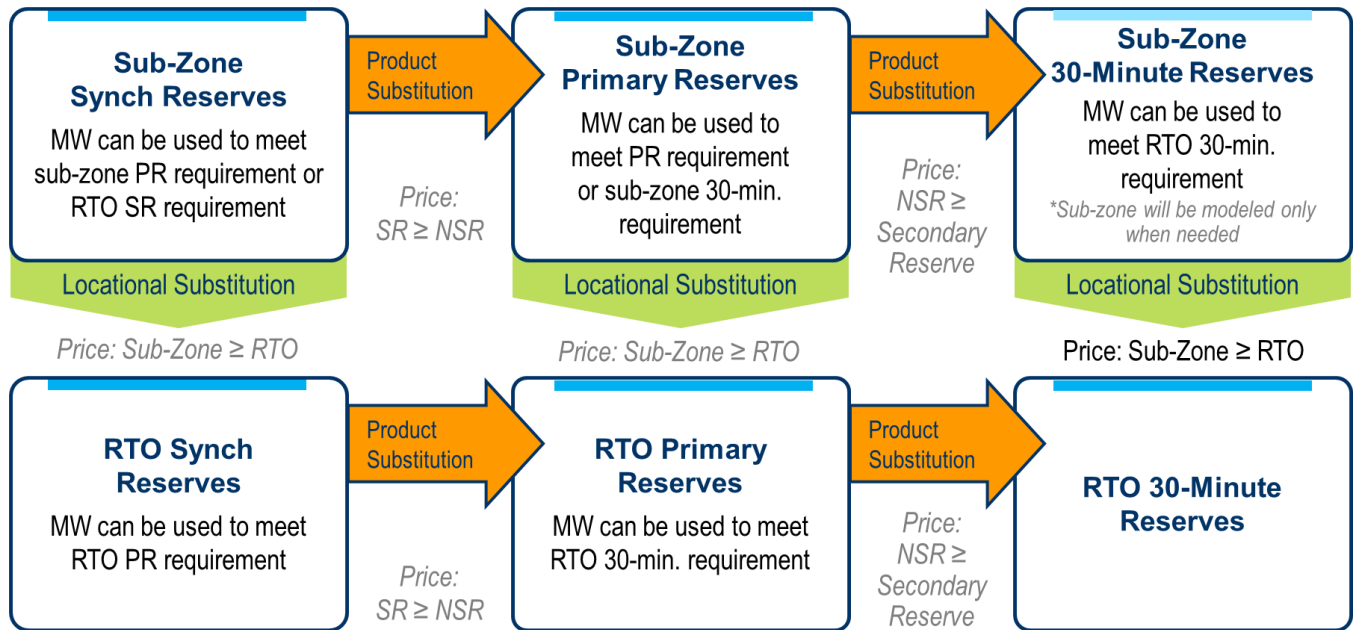 Sub-Zone
Synch Reserves
MW can be used to meet
sub-zone PR requirement or
RTO SR requirement
Product
Substitution
Price:
SR ≥ NSR
Sub-Zone
Primary Reserves
MW can be used to
meet PR requirement
or sub-zone 30-min.
requirement
Product
Substitution
Price:
NSR ≥
Secondary
Reserve
Sub-Zone
30-Minute Reserves
MW can be used to
meet RTO 30-min.
requirement
*Sub-zone will be modeled only
when needed
Locational Substitution
Locational Substitution
Locational Substitution
Price: Sub-Zone ≥ RTO
Price: Sub-Zone ≥ RTO
Price: Sub-Zone ≥ RTO
RTO Synch
Reserves
MW can be used to meet
RTO PR requirement
Product
Substitution
Price:
SR ≥ NSR
RTO Primary
Reserves
MW can be used to meet
RTO 30-min. requirement
Product
Substitution
Price:
NSR ≥
Secondary
Reserve
RTO 30-Minute
Reserves